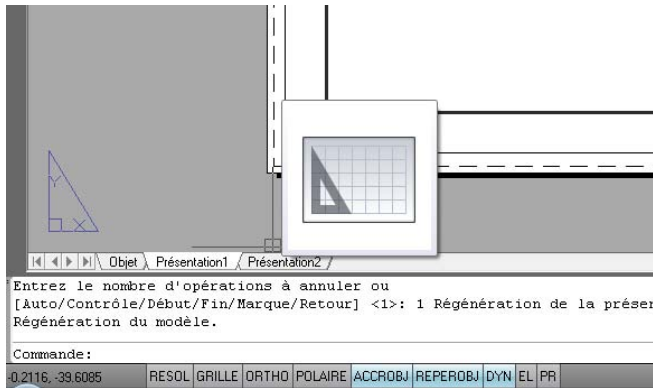 Y
X
Objet Présentation1 Présentation2
Entrez le nombre d'opérations à annuler ou
[Auto/Contrôle/Début/Fin/Marque/Retour] <1>: 1 Régénération de la préser
Régénération du modèle.
Commande:
-0.2116, -39.6085 RESOL GRILLE ORTHO POLAIRE ACCROBJ REPEROBJ DYN EL PR